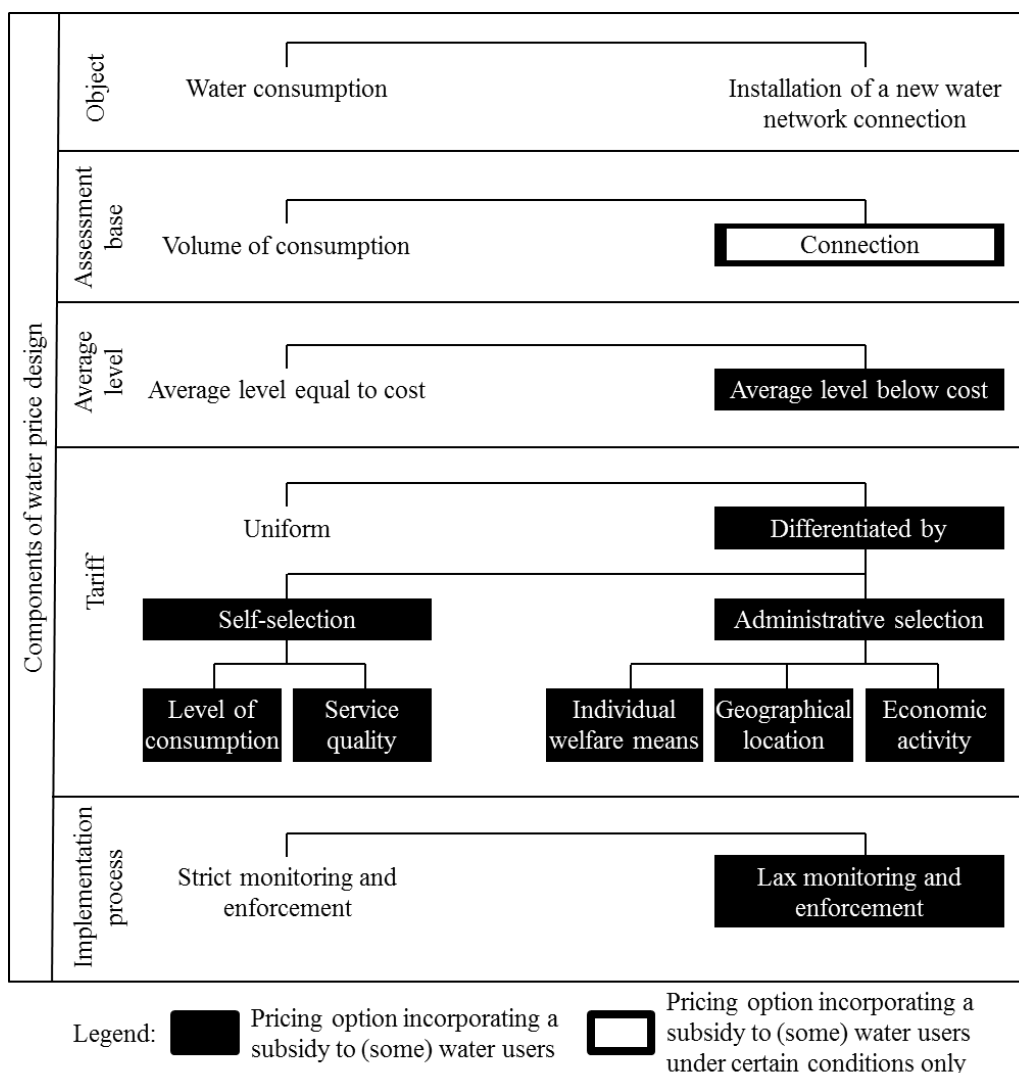 Components of water price design
Object
Water consumption
Installation of a new water
network connection
Assessment
base
Volume of consumption
Connection
Average
level
Average level equal to cost
Average level below cost
Tariff
Uniform
Differentiated by
Self-selection
Administrative selection
Level of
consumption
Service
quality
Individual
welfare means
Geographical
location
Economic
activity
Implementation
process
Strict monitoring and
enforcement
Lax monitoring and
enforcement
Legend:
Pricing option incorporating a
subsidy to (some) water users
Pricing option incorporating a
subsidy to (some) water users
under certain conditions only